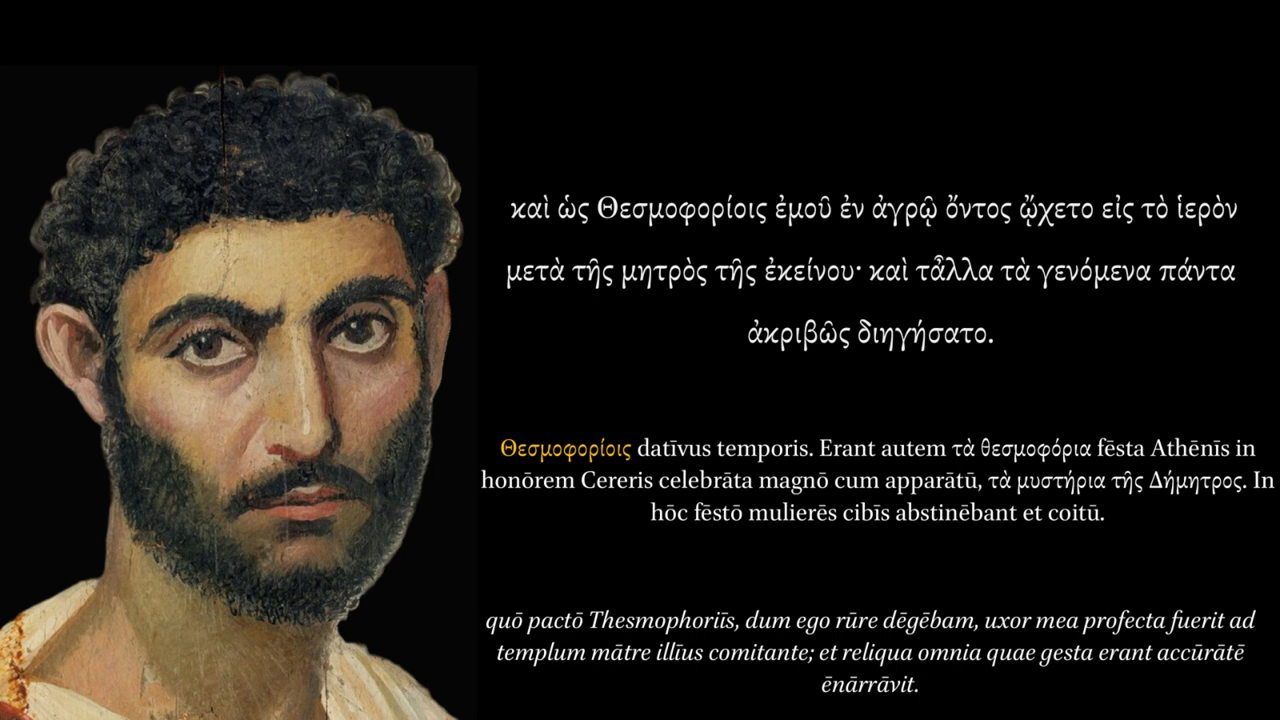 καὶ ὡς Θεσμοφορίοις ἐμοῦ ἐν ἀγρῷ ὄντος ᾤχετο εἰς τὸ ἱερὸν
μετὰ τῆς μητρὸς τῆς ἐκείνου· καὶ τἆλλα τὰ γενόμενα πάντα
ἀκριβῶς διηγήσατο.
Θεσμοφορίοις datīvus temporis. Erant autem τὰ θεσμοφόρια fēsta Athēnīs in
honōrem Cereris celebrāta magnō cum apparātū, τὰ μυστήρια τῆς Δήμητρος. In
hōc fēstō mulierēs cibīs abstinēbant et coitū.
quō pactō Thesmophoriīs, dum ego rūre dēgēbam, uxor mea profecta fuerit ad
templum mātre illīus comitante; et reliqua omnia quae gesta erant accūrātē
ēnārrāvit.